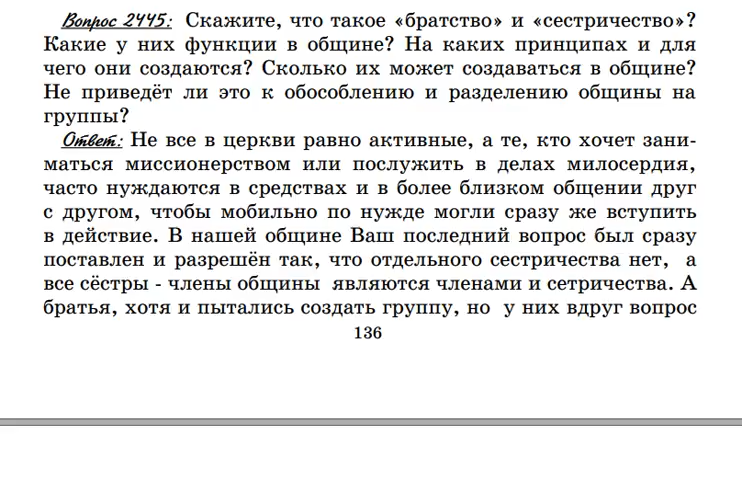 Вопрос 2445: Скажите, что такое «братство» и «сестричество»?
Какие у них функции в общине? На каких принципах и для
чего они создаются? Сколько их может создаваться в общине?
Не приведёт ли это к обособлению и разделению общины на
группы?
Ответ: Не все в церкви равно активные, а те, кто хочет зани-
маться миссионерством или послужить в делах милосердия,
часто нуждаются в средствах и в более близком общении друг
с другом, чтобы мобильно по нужде могли сразу же вступить
в действие. В нашей общине Ваш последний вопрос был сразу
поставлен и разрешён так, что отдельного сестричества нет, а
все сёстры - члены общины являются членами и сетричества. А
братья, хотя и пытались создать группу, но у них вдруг вопрос
136